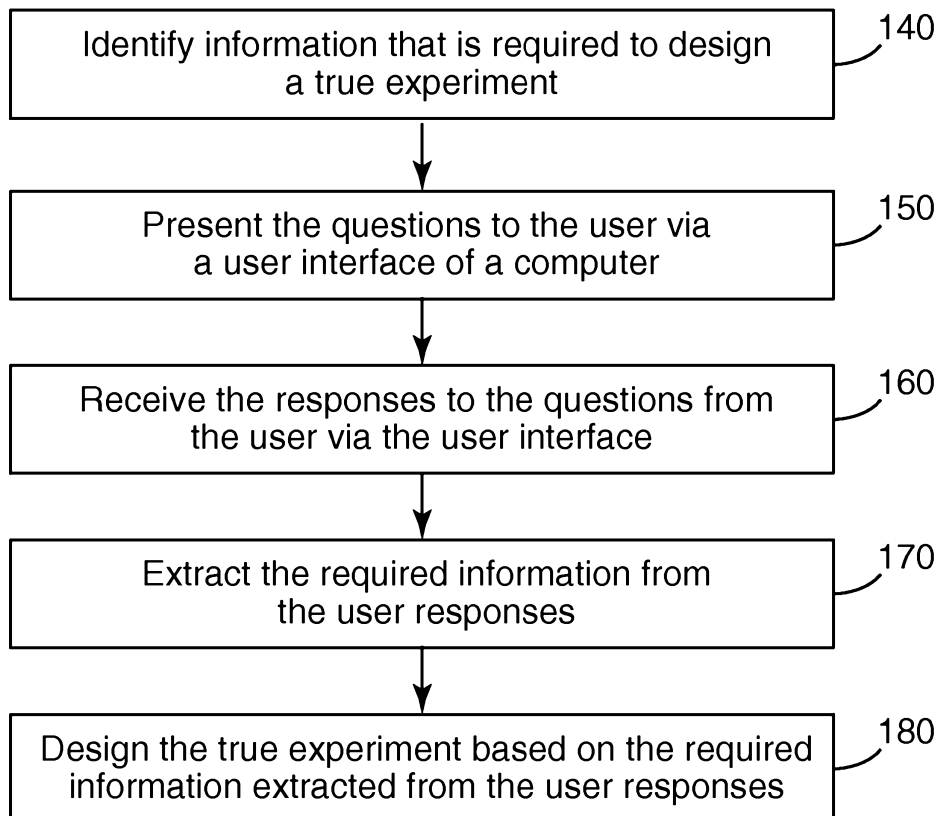 Identify information that is required to design
a true experiment
140
Present the questions to the user via
a user interface of a computer
150
Receive the responses to the questions from
the user via the user interface
160
Extract the required information from
the user responses
170
Design the true experiment based on the required
information extracted from the user responses
180